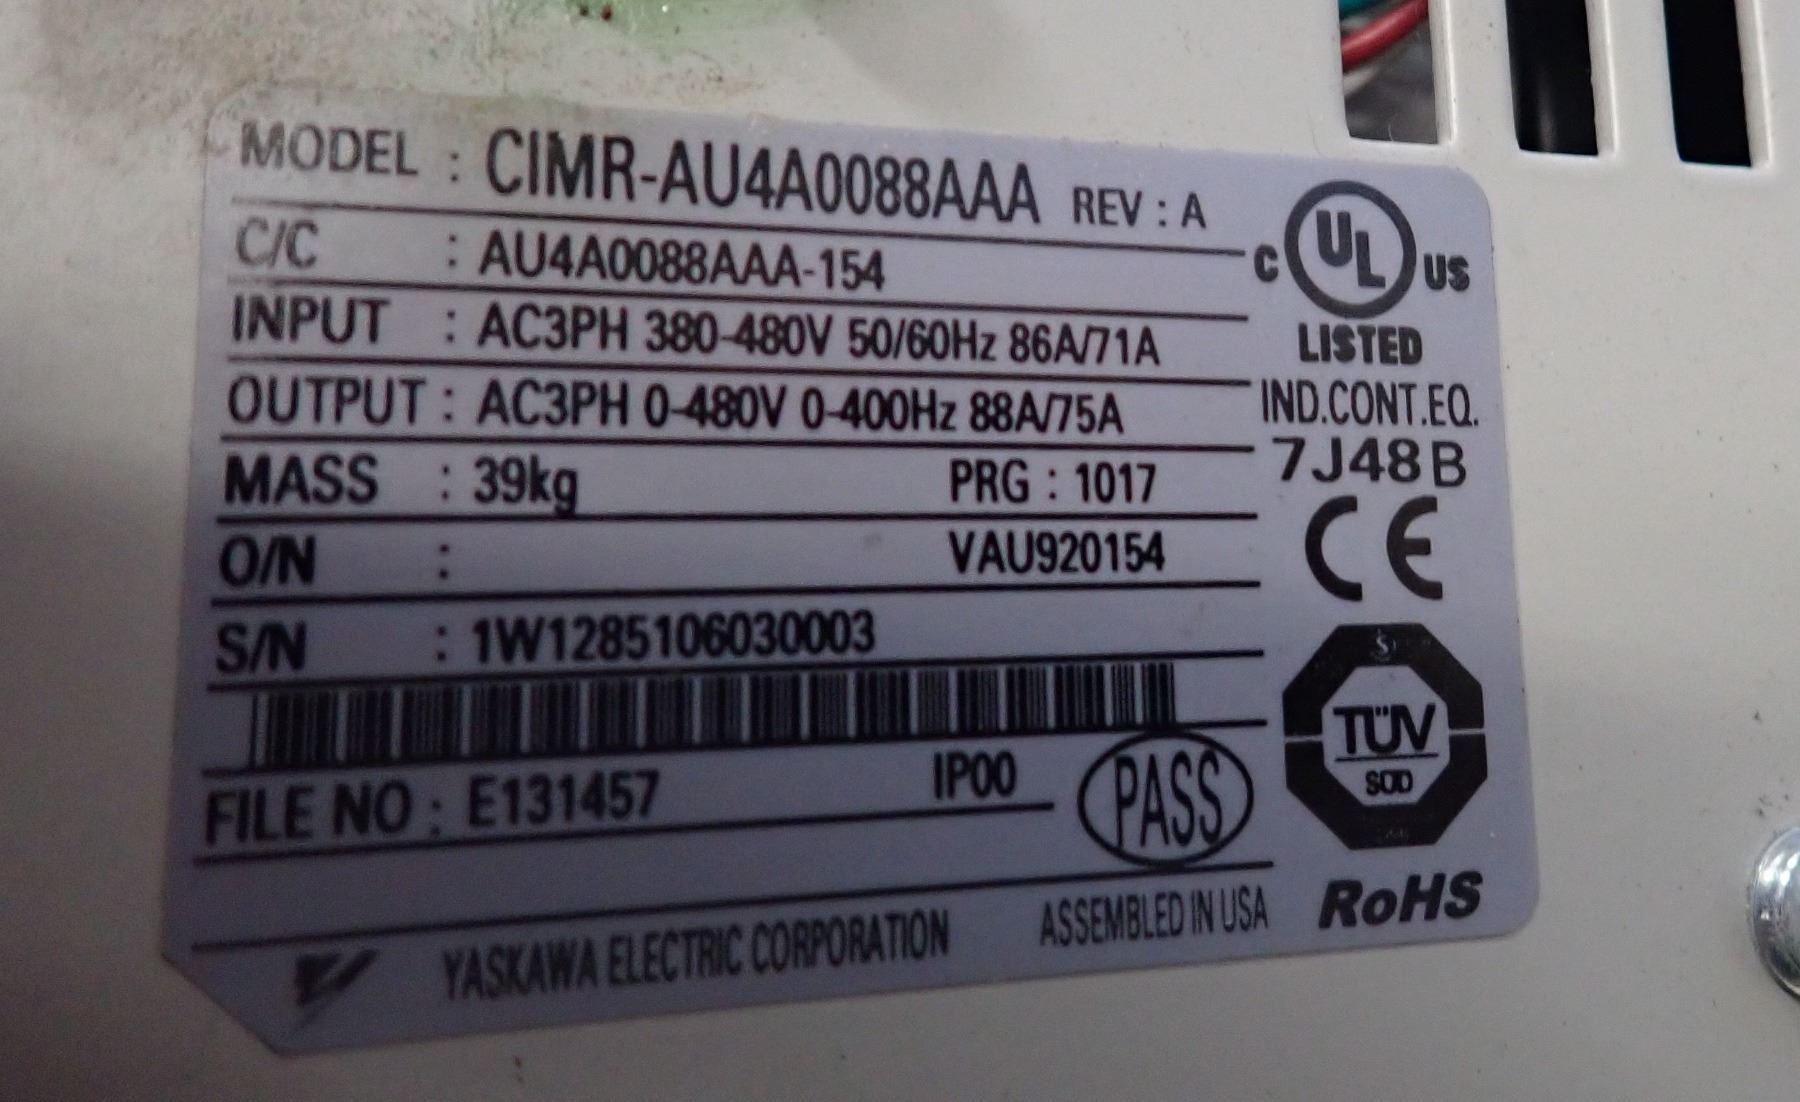 MODEL : CIMR-AU4A0088AAA REV : A
C/C : AU4A0088AAA-154
INPUT : AC3PH 380-480V 50/60Hz 86A/71A
OUTPUT : AC3PH 0-480V 0-400Hz 88A/75A
MASS : 39kg PRG : 1017
O/N : VAU920154
S/N : 1W1285106030003
FILE NO : E131457 IP00
PASS
YASKAWA ELECTRIC CORPORATION ASSEMBLED IN USA
C UL US
LISTED
IND.CONT.EQ.
7J48B
CE
TÜV
SÜD
RoHS